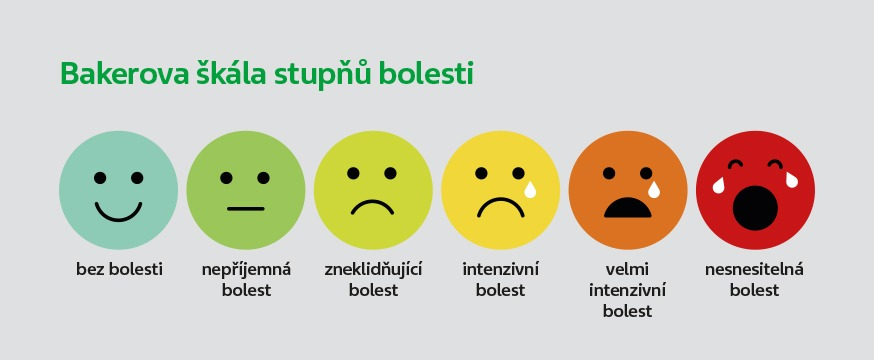 Bakerova škála stupňů bolesti
bez bolesti
nepříjemná
bolest
zneklidňující
bolest
intenzivní
bolest
velmi
intenzivní
bolest
nesnesitelná
bolest